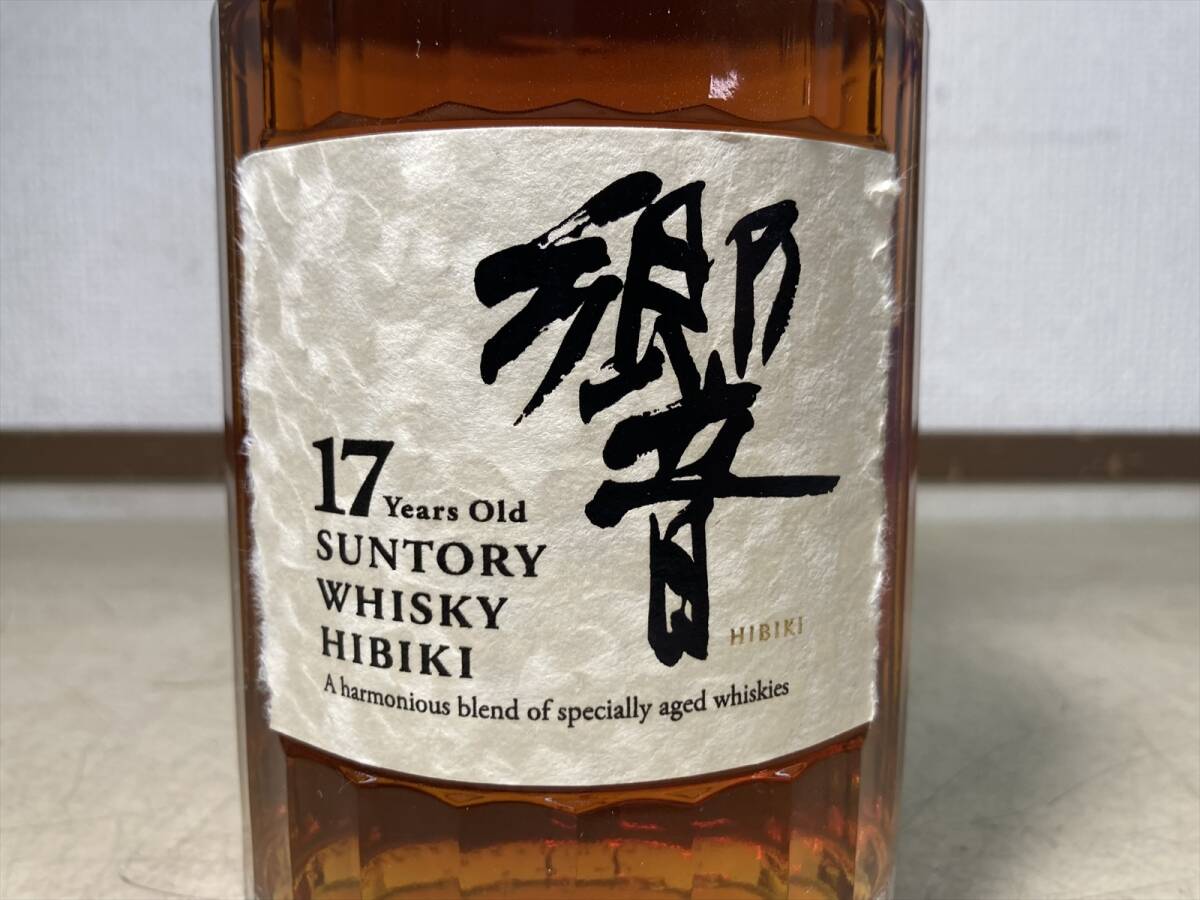 響
17 Years Old
SUNTORY
WHISKY
HIBIKI
HIBIKI
A harmonious blend of specially aged whiskies